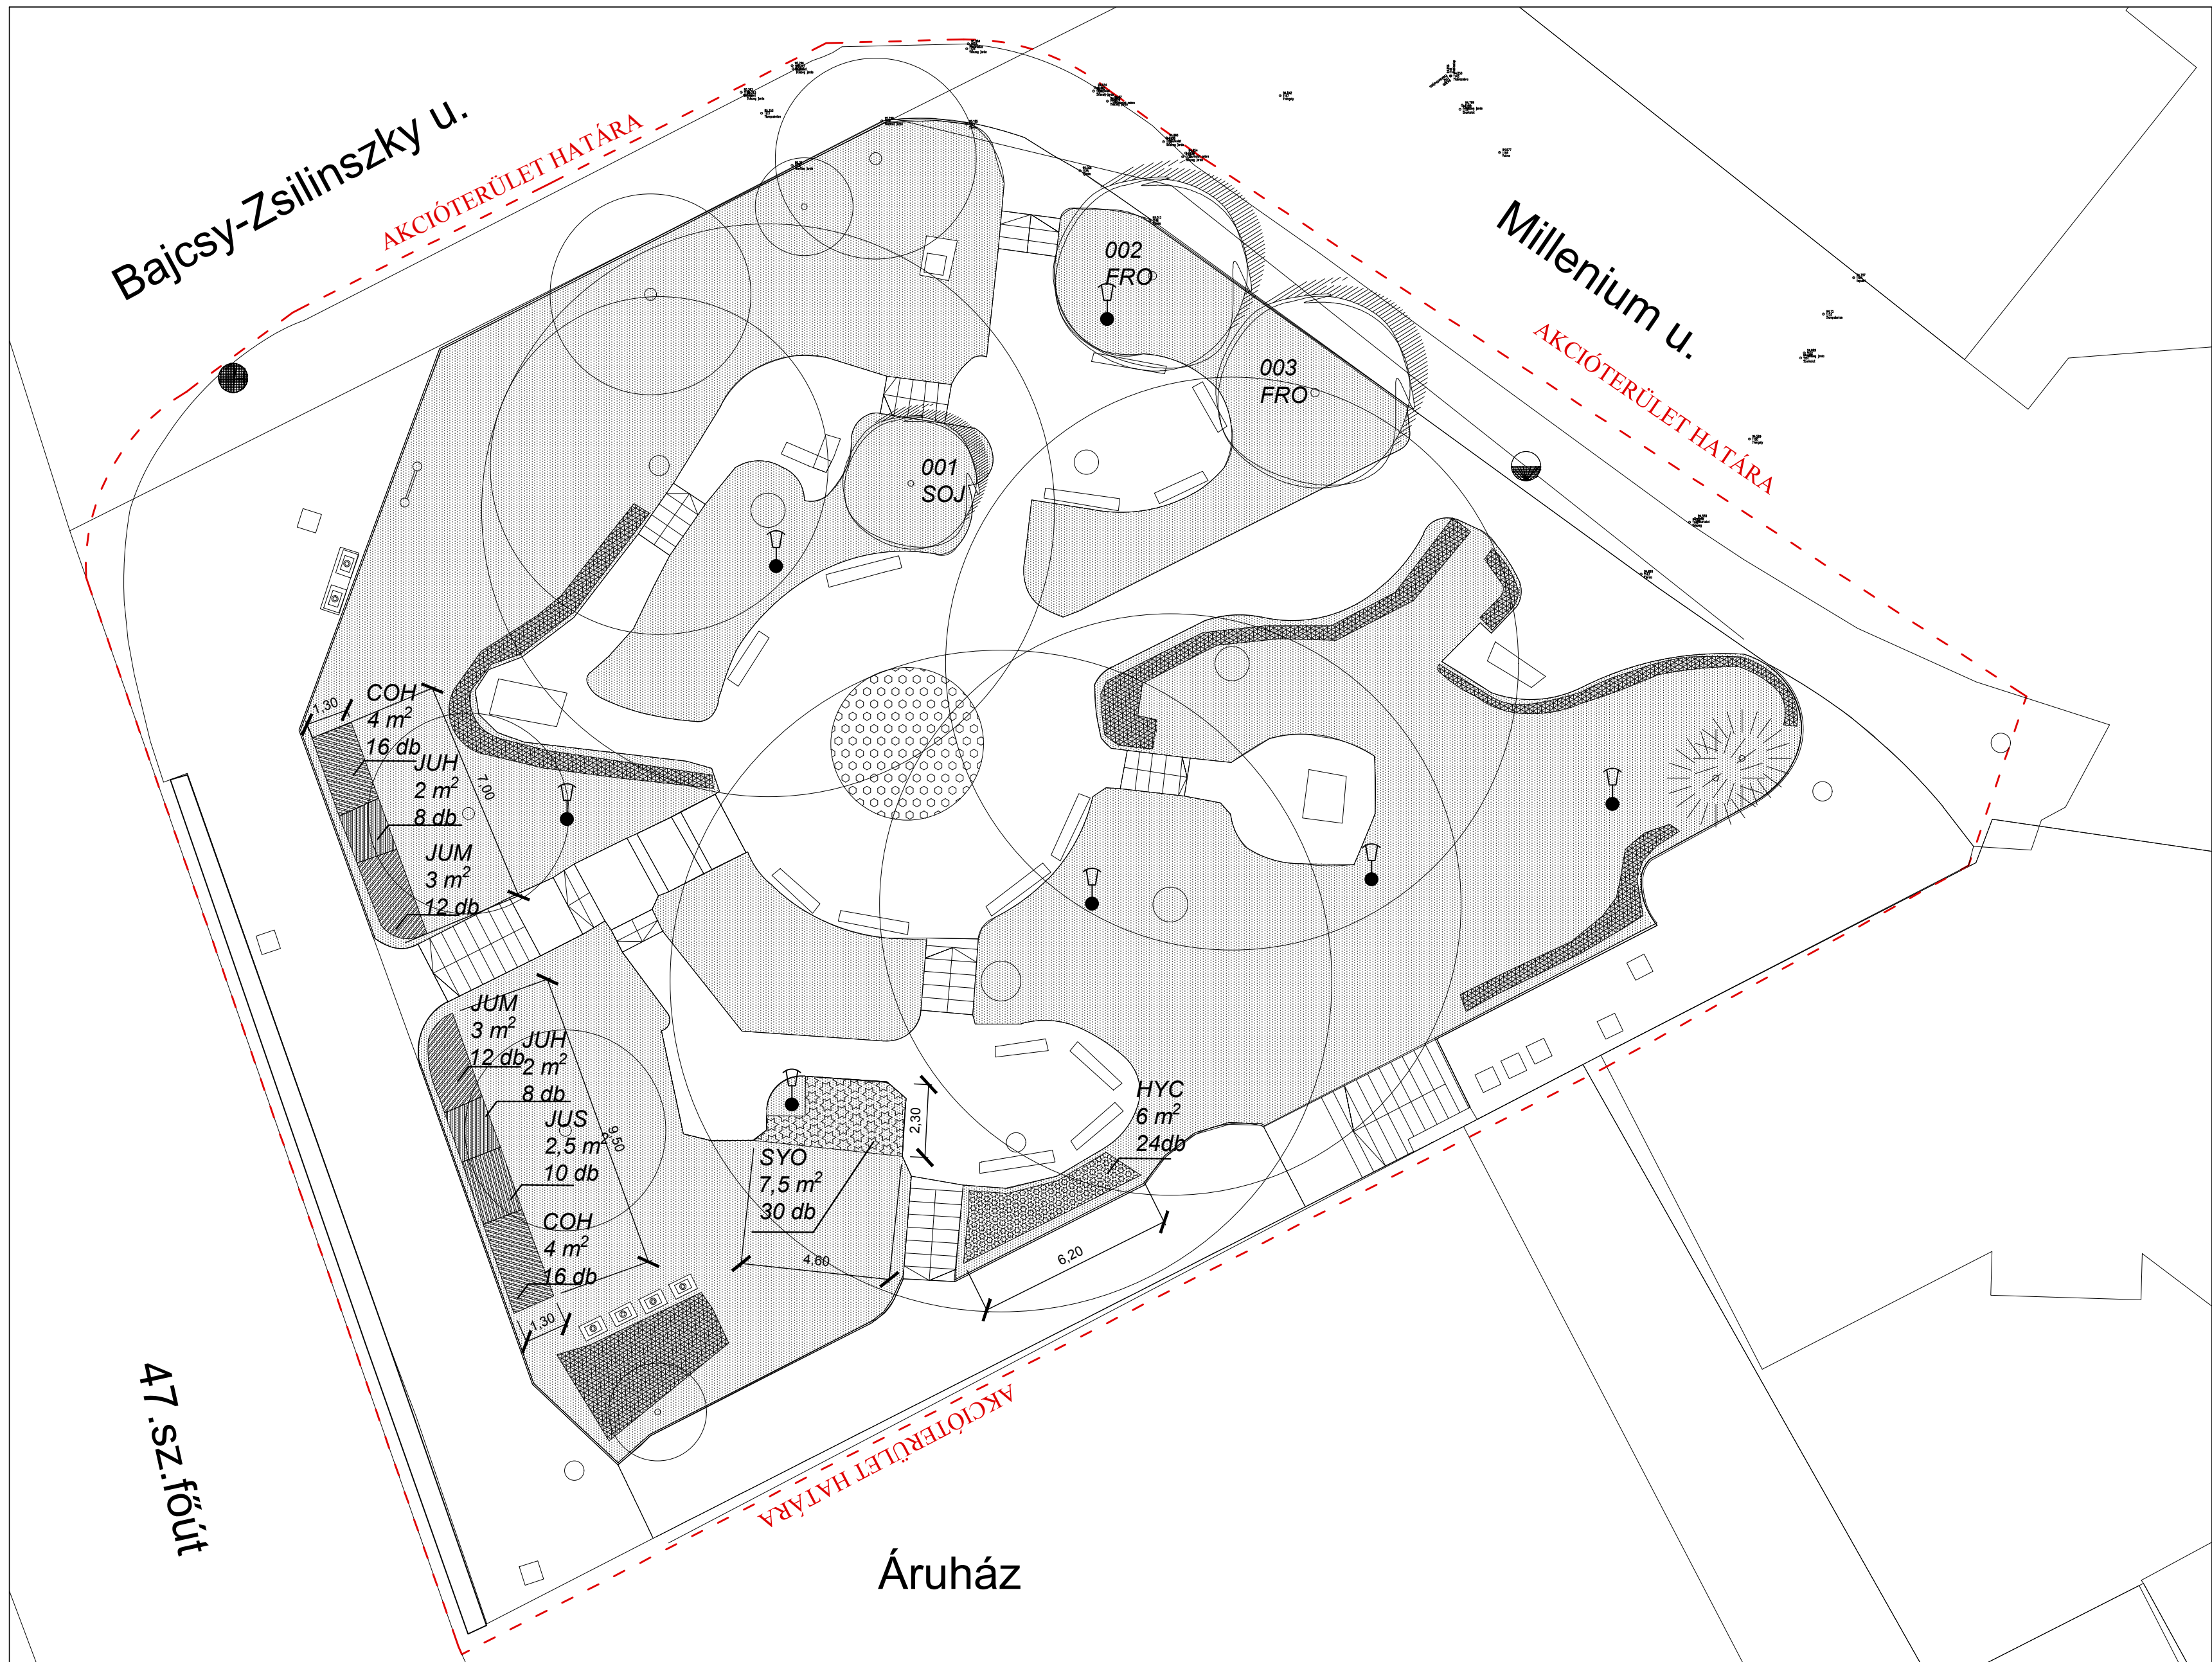 Bajcsy-Zsilinszky u.
AKCIÓTERÜLET HATÁRA
Millenium u.
AKCIÓTERÜLET HATÁRA
002
FRO
003
FRO
001
SOJ
1,30
COH
4 m²
16 db
JUH
2 m²
8 db
7,00
JUM
3 m²
12 db
JUM
3 m²
12 db
JUH
2 m²
8 db
JUS
2,5 m²
10 db
9,50
COH
4 m²
16 db
1,30
SYO
7,5 m²
30 db
2,30
4,60
HYC
6 m²
24db
6,20
AKCIÓTERÜLET HATÁRA
47.sz.főút
Áruház